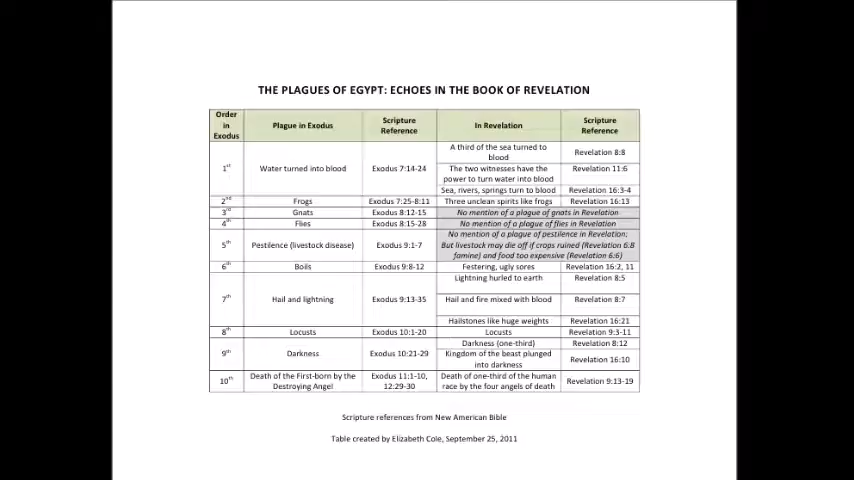 THE PLAGUES OF EGYPT: ECHOES IN THE BOOK OF REVELATION
Order in Exodus | Plague in Exodus | Scripture Reference | In Revelation | Scripture Reference
1st | Water turned into blood | Exodus 7:14-24 | A third of the sea turned to blood | Revelation 8:8
The two witnesses have the power to turn water into blood | Revelation 11:6
Sea, rivers, springs turn to blood | Revelation 16:3-4
2nd | Frogs | Exodus 7:25-8:11 | Three unclean spirits like frogs | Revelation 16:13
3rd | Gnats | Exodus 8:12-15 | No mention of a plague of gnats in Revelation
4th | Flies | Exodus 8:15-28 | No mention of a plague of flies in Revelation
5th | Pestilence (livestock disease) | Exodus 9:1-7 | No mention of a plague of pestilence in Revelation; But livestock may die off if crops ruined (Revelation 6:8 famine) and food too expensive (Revelation 6:6)
6th | Boils | Exodus 9:8-12 | Festering, ugly sores | Revelation 16:2, 11
7th | Hail and lightning | Exodus 9:13-35 | Lightning hurled to earth | Revelation 8:5
Hail and fire mixed with blood | Revelation 8:7
Hailstones like huge weights | Revelation 16:21
8th | Locusts | Exodus 10:1-20 | Locusts | Revelation 9:3-11
9th | Darkness | Exodus 10:21-29 | Darkness (one-third) | Revelation 8:12
Kingdom of the beast plunged into darkness | Revelation 16:10
10th | Death of the First-born by the Destroying Angel | Exodus 11:1-10, 12:29-30 | Death of one-third of the human race by the four angels of death | Revelation 9:13-19
Scripture references from New American Bible
Table created by Elizabeth Cole, September 25, 2011